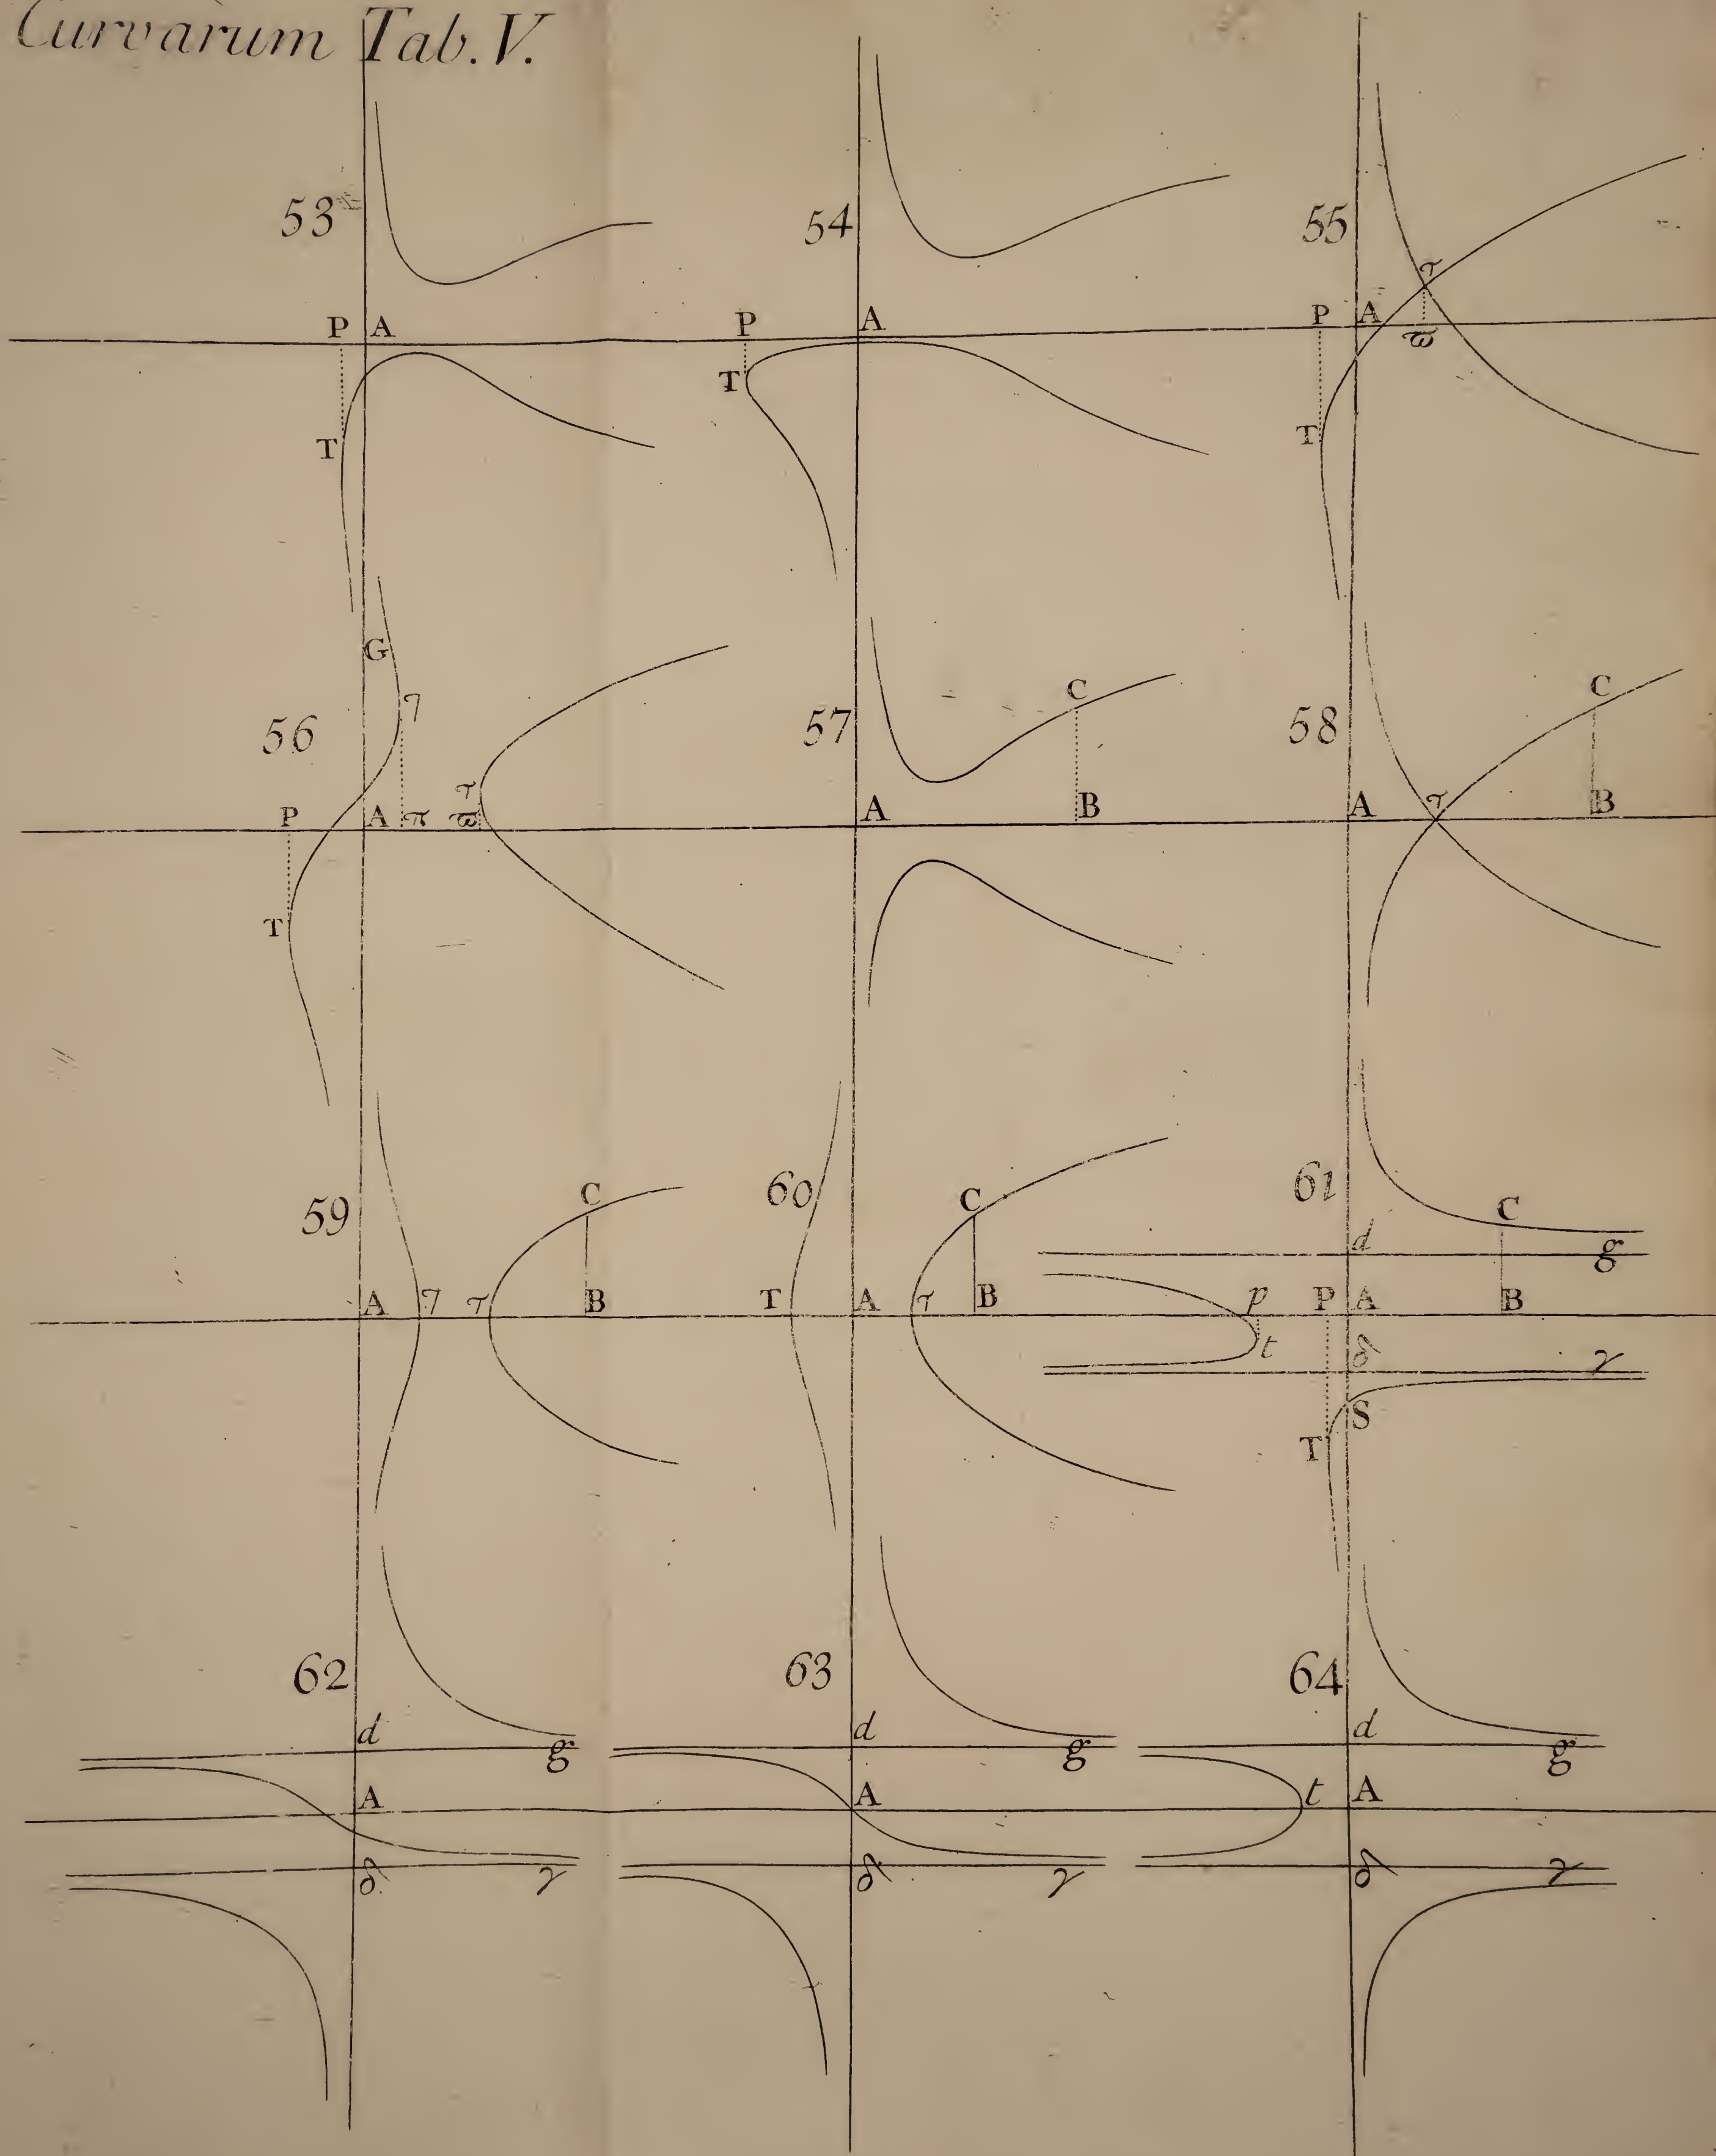 Curvarum Tab. V.
53 54 55
P A P A P A τ ϖ
T T T
G
56 57 58
P A π ϖ τ ꓶ
T
A C B
A τ C B
59 60 61
A ꓶ τ C B
T A τ C B
d g
p P A C B
t δ γ
S
T
62 63 64
d g d g d g
A A t A
δ γ δ γ δ γ